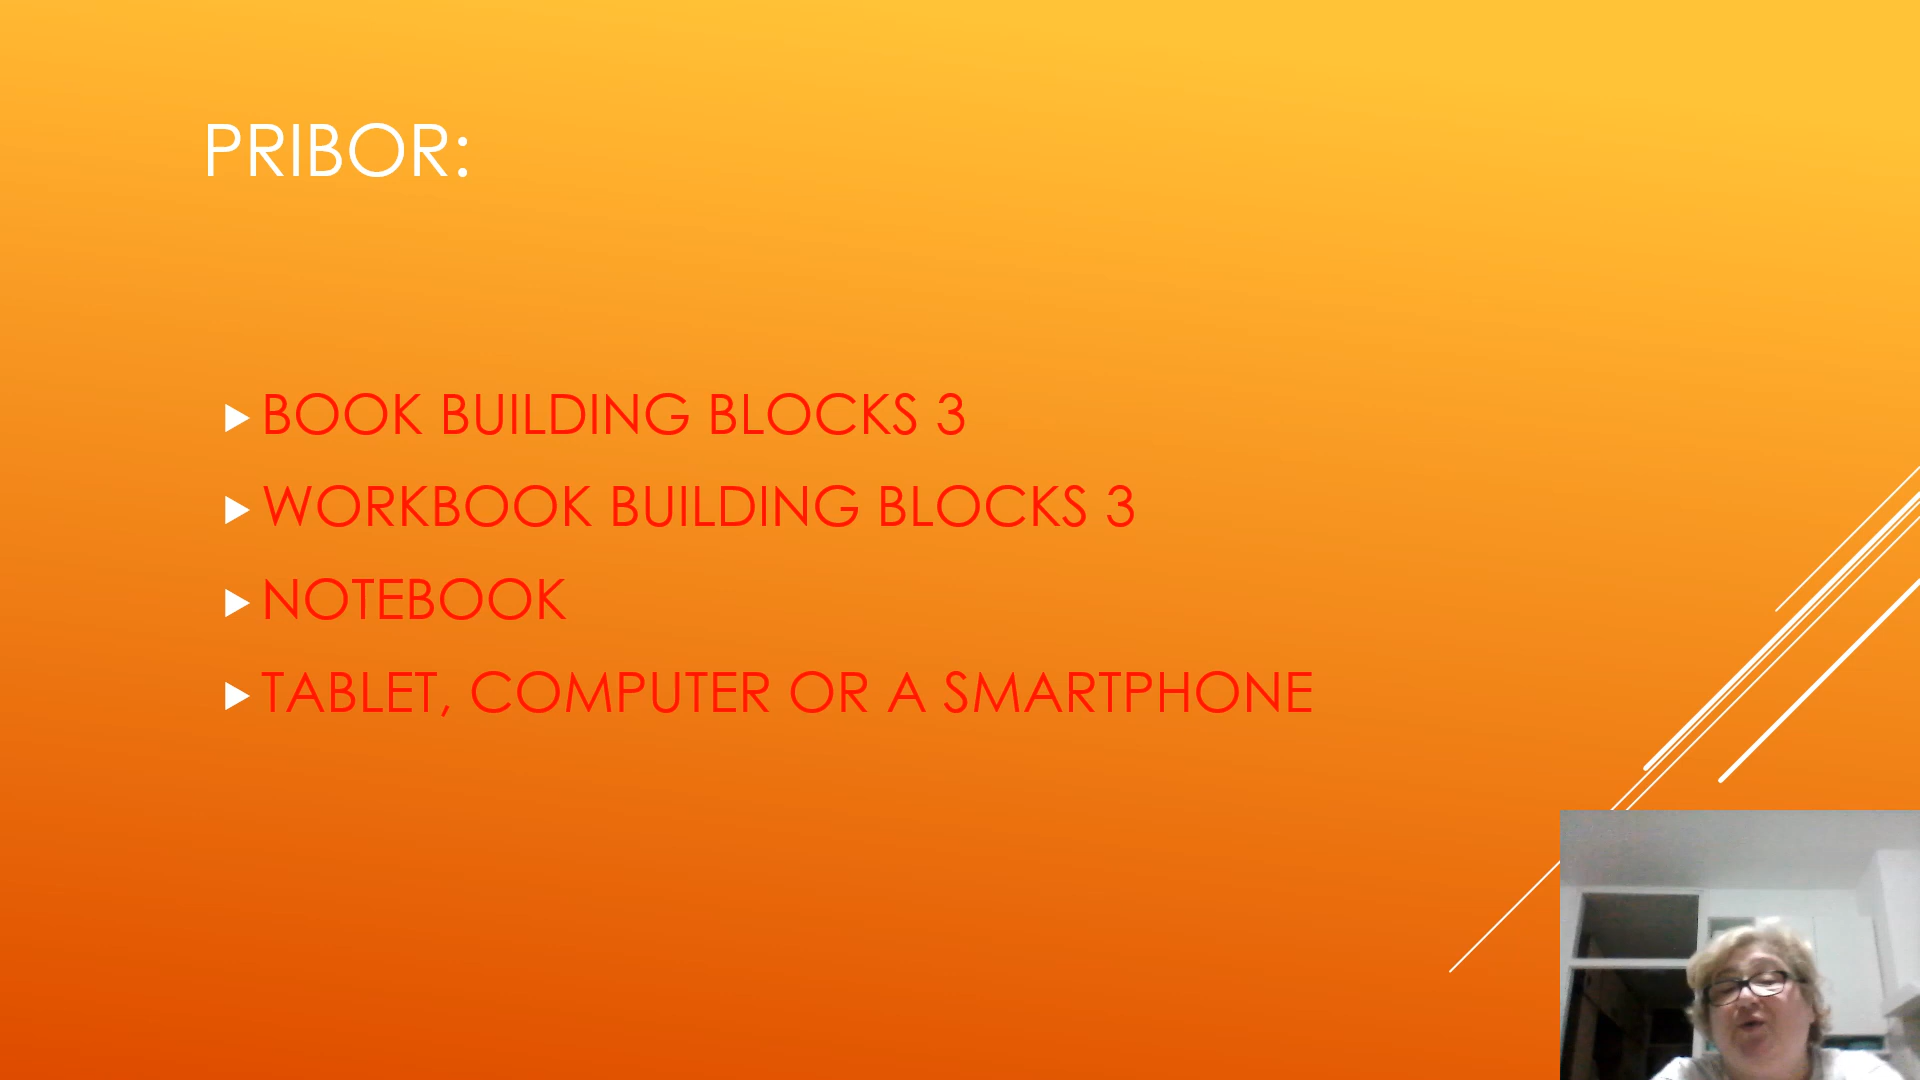 PRIBOR:
BOOK BUILDING BLOCKS 3
WORKBOOK BUILDING BLOCKS 3
NOTEBOOK
TABLET, COMPUTER OR A SMARTPHONE